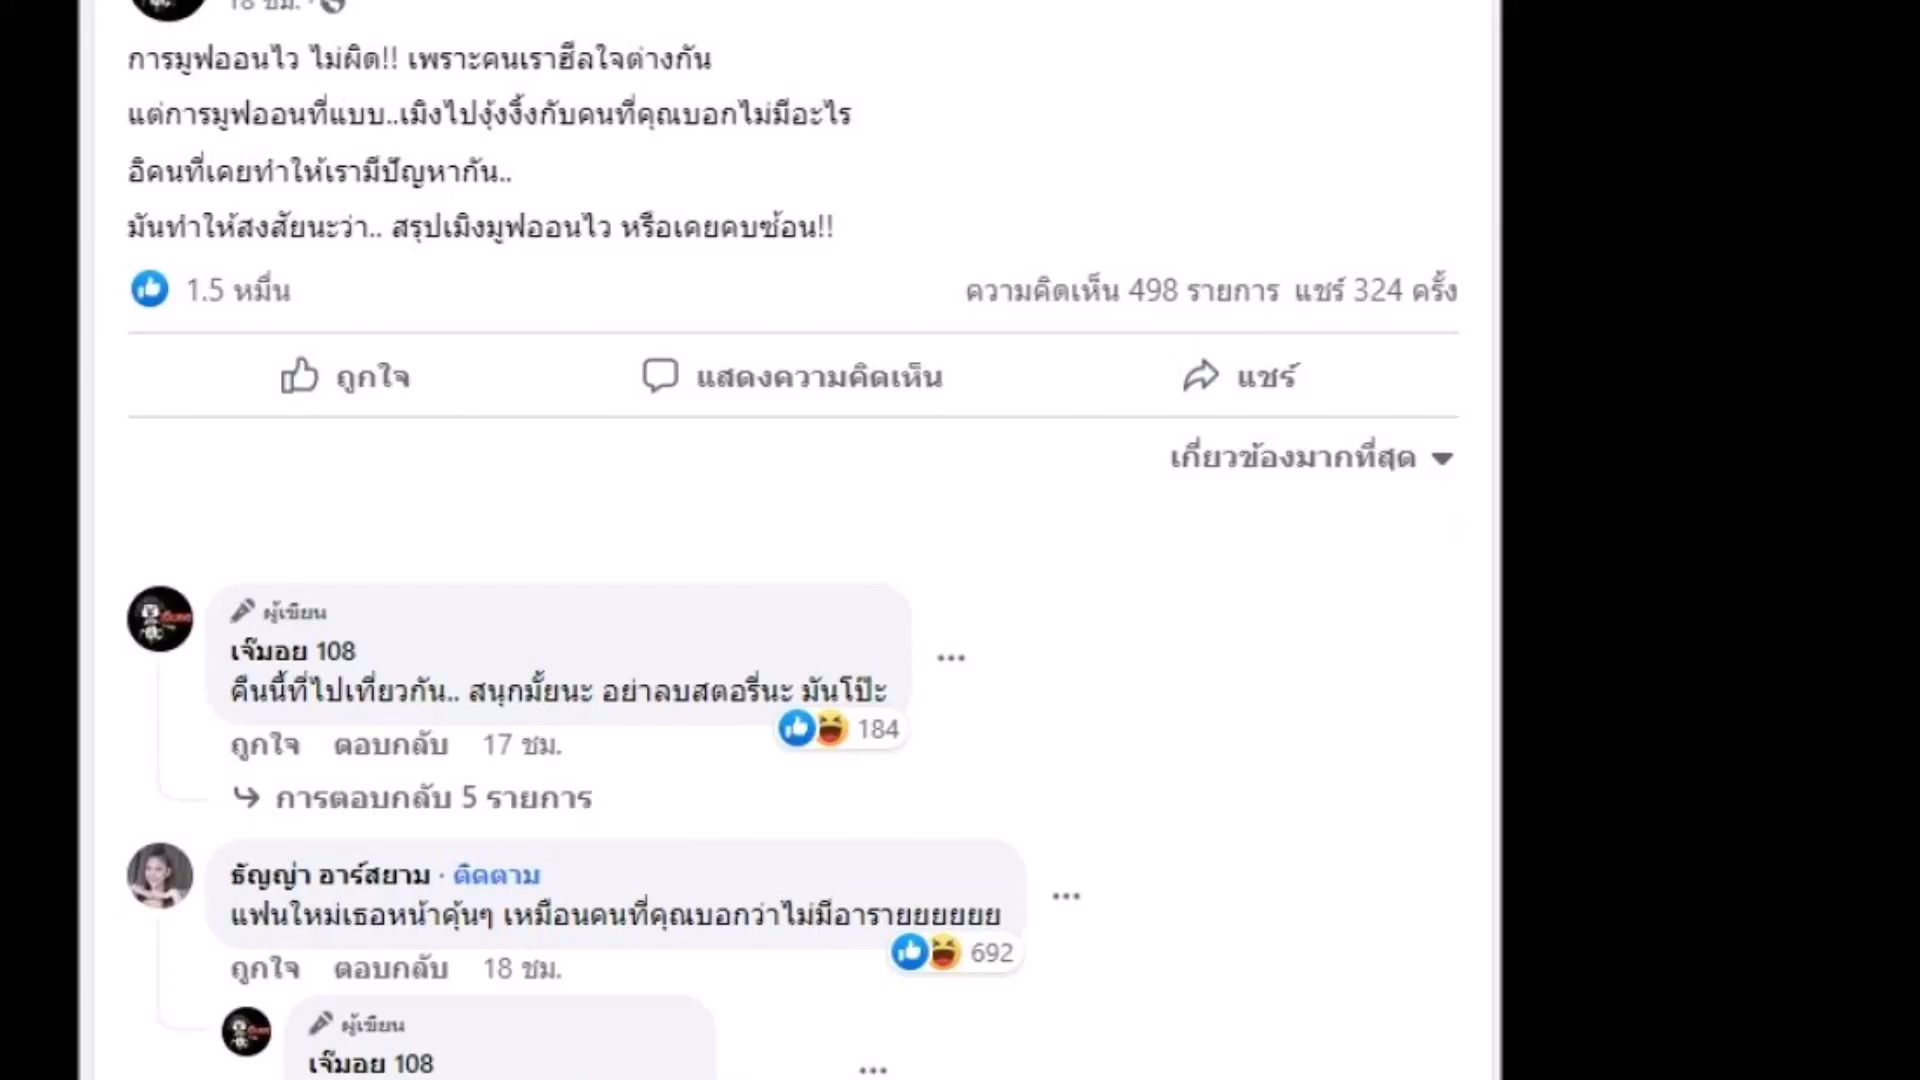 18 ชม.
การมูฟออนไว ไม่ผิด!! เพราะคนเราฮีลใจต่างกัน
แต่การมูฟออนที่แบบ..เมิงไปงุ้งงิ้งกับคนที่คุณบอกไม่มีอะไร
อิคนที่เคยทำให้เรามีปัญหากัน..
มันทำให้สงสัยนะว่า.. สรุปเมิงมูฟออนไว หรือเคยคบซ้อน!!
1.5 หมื่น
ความคิดเห็น 498 รายการ แชร์ 324 ครั้ง
ถูกใจ แสดงความคิดเห็น แชร์
เกี่ยวข้องมากที่สุด
ผู้เขียน
เจ๊มอย 108
คืนนี้ที่ไปเที่ยวกัน.. สนุกมั้ยนะ อย่าลบสตอรี่นะ มันโป๊ะ
184
ถูกใจ ตอบกลับ 17 ชม.
การตอบกลับ 5 รายการ
ธัญญ่า อาร์สยาม · ติดตาม
แฟนใหม่เธอหน้าคุ้นๆ เหมือนคนที่คุณบอกว่าไม่มีอารายยยยยย
692
ถูกใจ ตอบกลับ 18 ชม.
ผู้เขียน
เจ๊มอย 108